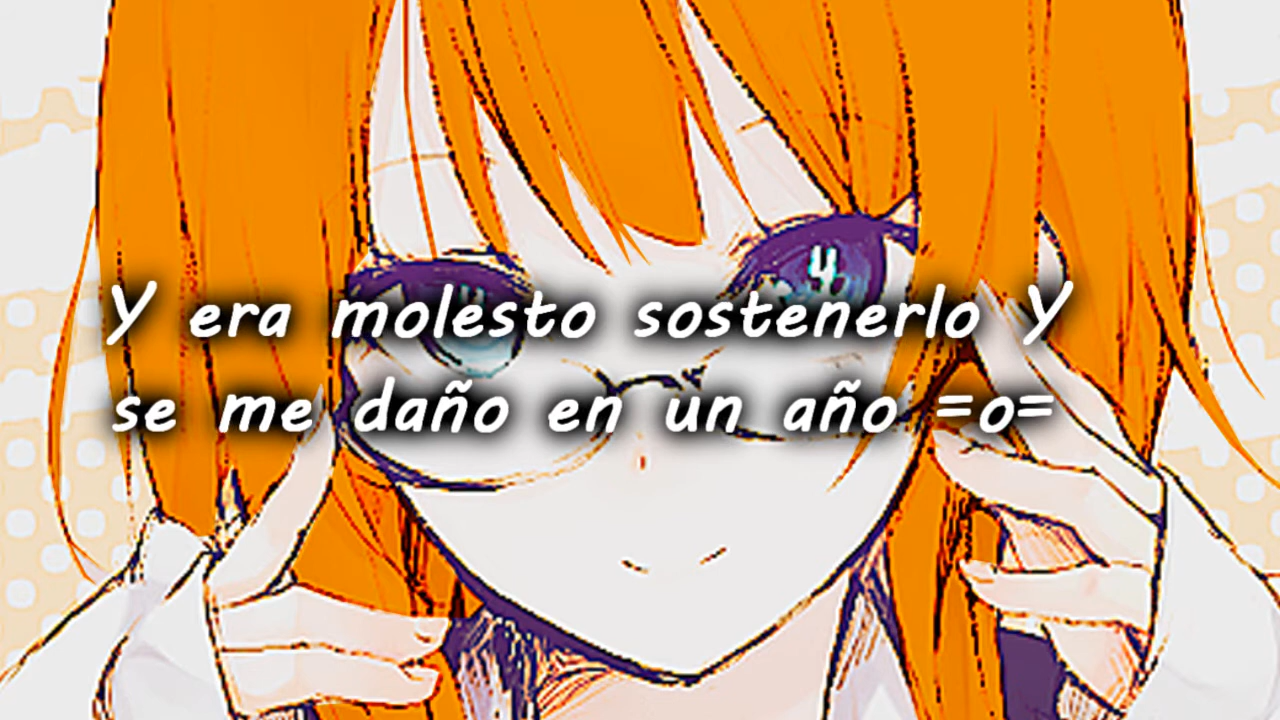 Y era molesto sostenerlo Y
se me daño en un año =o=